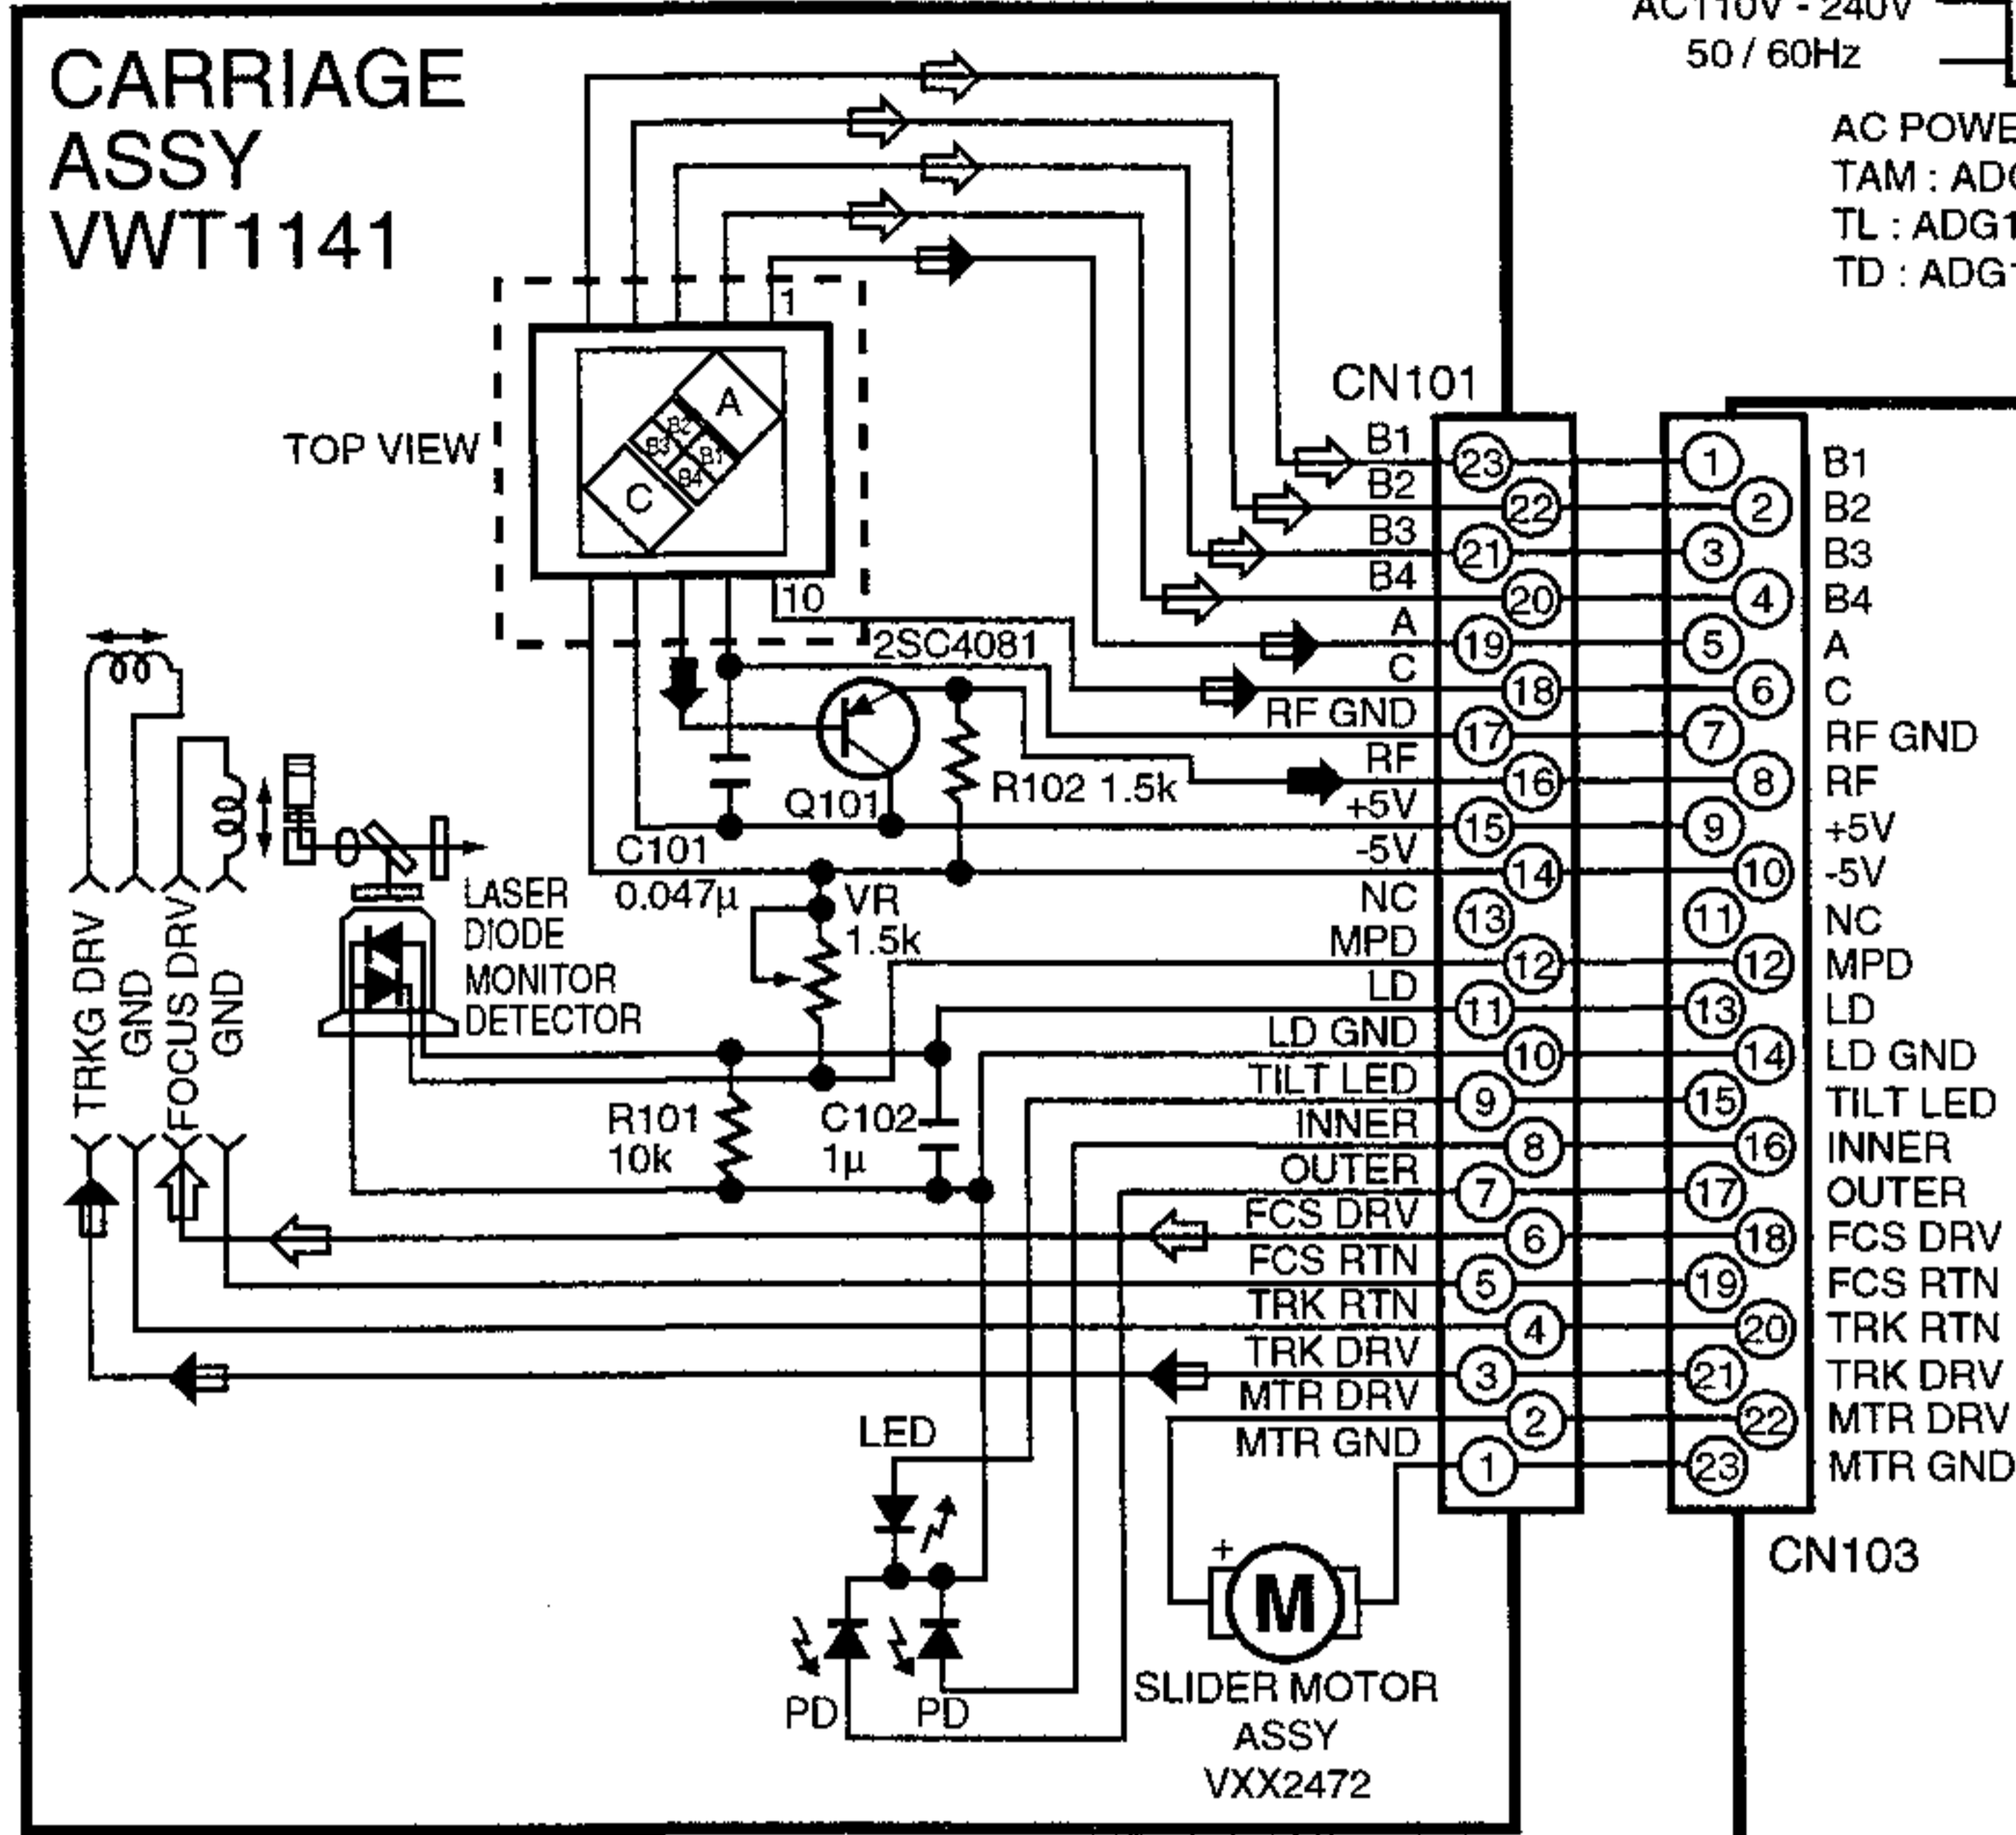 CARRIAGE
ASSY
VWT1141
AC110V - 240V
50 / 60Hz
AC POWE
TAM : AD
TL : ADG1
TD : ADG
TOP VIEW
1
A
B2
B3
B1
B4
C
10
2SC4081
Q101
R102 1.5k
C101
0.047µ
VR
1.5k
LASER
DIODE
MONITOR
DETECTOR
TRKG DRV
GND
FOCUS DRV
GND
R101
10k
C102
1µ
LED
PD
PD
+
M
SLIDER MOTOR
ASSY
VXX2472
CN101
B1 23 1 B1
B2 22 2 B2
B3 21 3 B3
B4 20 4 B4
A 19 5 A
C 18 6 C
RF GND 17 7 RF GND
RF 16 8 RF
+5V 15 9 +5V
-5V 14 10 -5V
NC 13 11 NC
MPD 12 12 MPD
LD 11 13 LD
LD GND 10 14 LD GND
TILT LED 9 15 TILT LED
INNER 8 16 INNER
OUTER 7 17 OUTER
FCS DRV 6 18 FCS DRV
FCS RTN 5 19 FCS RTN
TRK RTN 4 20 TRK RTN
TRK DRV 3 21 TRK DRV
MTR DRV 2 22 MTR DRV
MTR GND 1 23 MTR GND
CN103